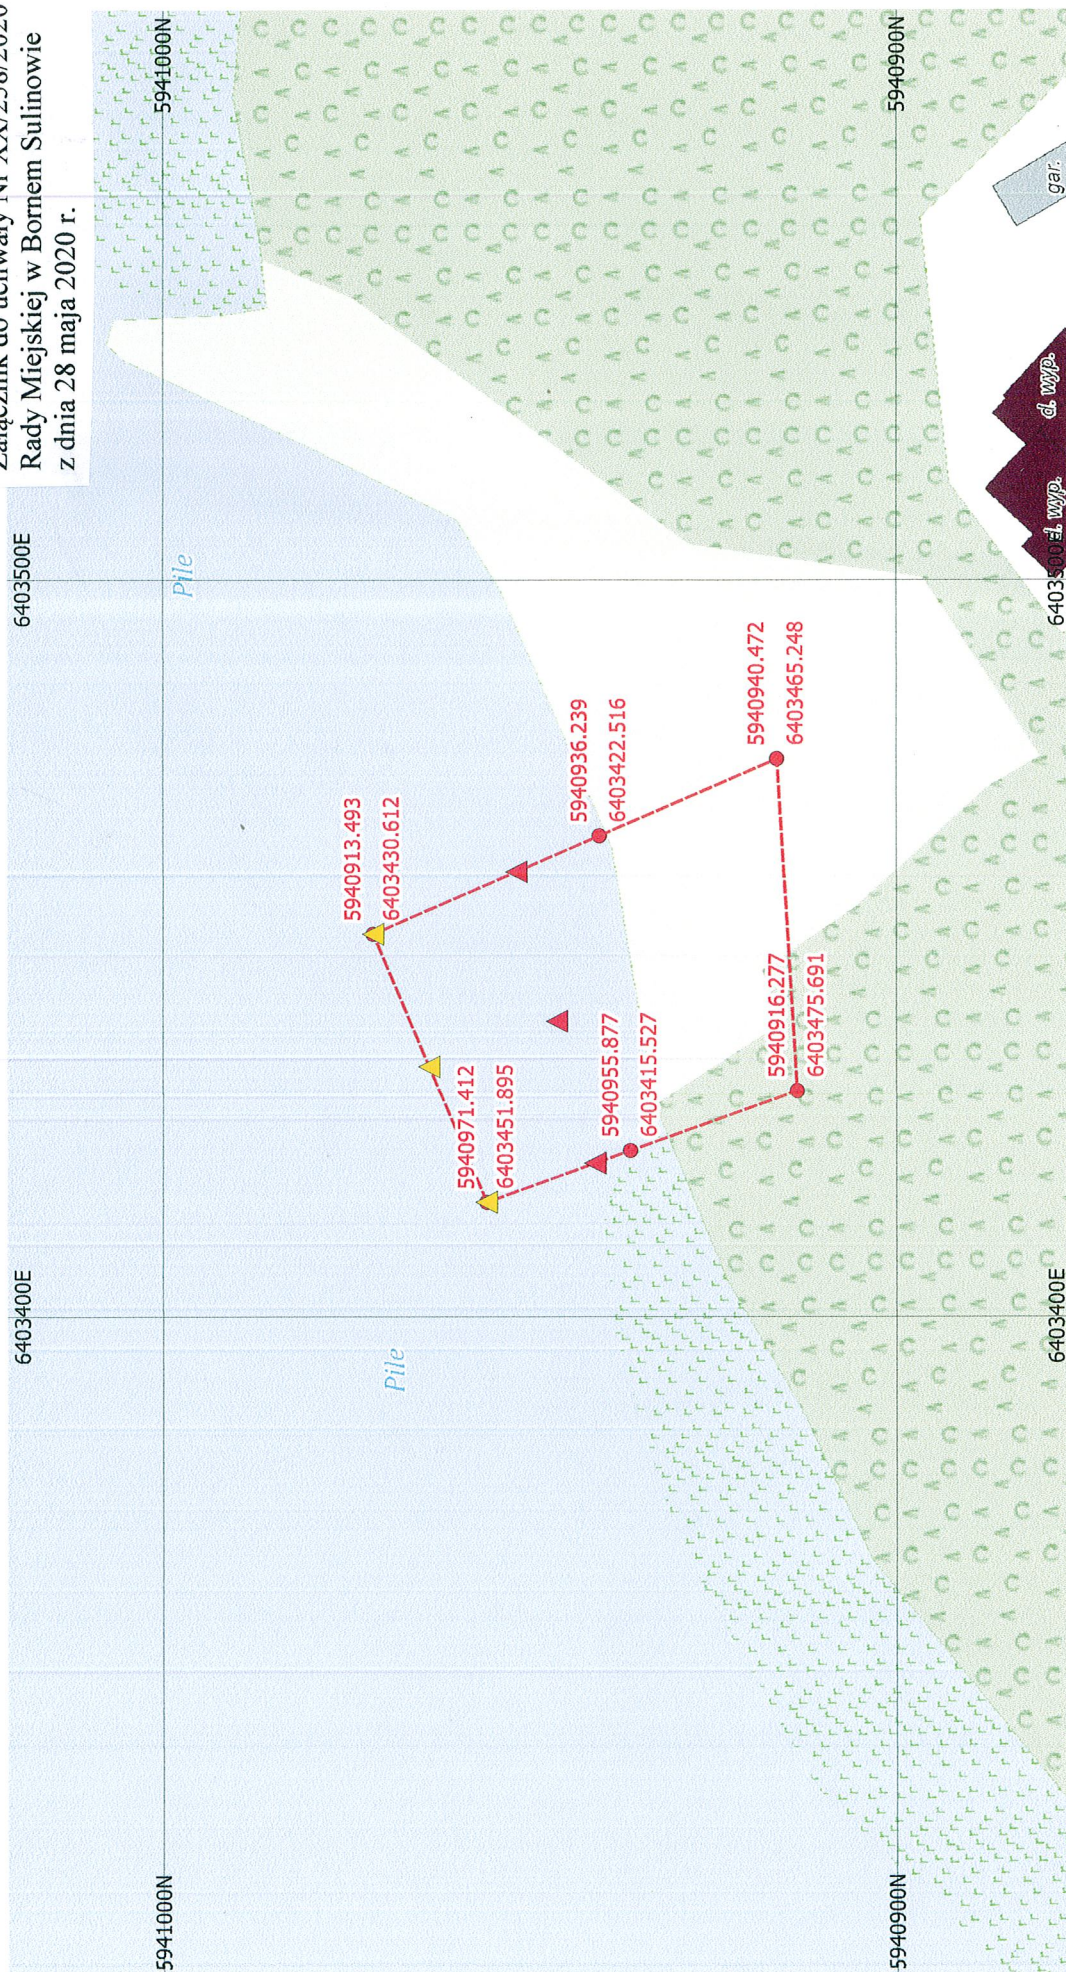 Rady Miejskiej w Bornem Sulinowie
z dnia 28 maja 2020 r.
6403400E
6403500E
5941000N
5941000N
Pile
Pile
5940913.493
6403430.612
5940971.412
6403451.895
5940936.239
6403422.516
5940955.877
6403415.527
5940940.472
6403465.248
5940916.277
6403475.691
5940900N
5940900N
gar.
d. wyp.
d. wyp.
6403400E
6403500E